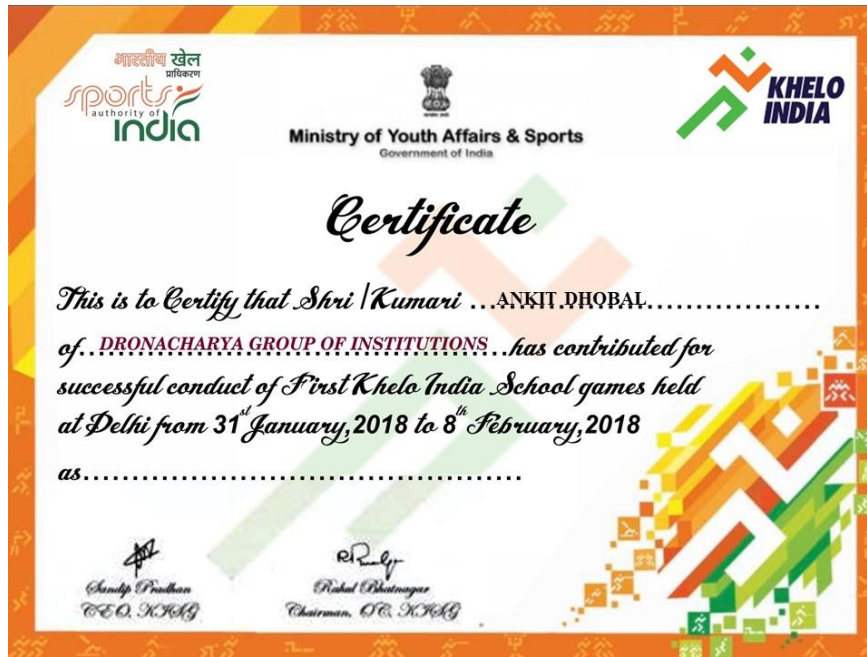 भारतीय खेल
प्राधिकरण
sports
authority of
india
Ministry of Youth Affairs & Sports
Government of India
KHELO
INDIA
Certificate
This is to Certify that Shri / Kumari ...ANKIT DHOBAL..................
of...DRONACHARYA GROUP OF INSTITUTIONS...has contributed for
successful conduct of First Khelo India School games held
at Delhi from 31st January,2018 to 8th February,2018
as.............................................
Sandip Pradhan
CEO, KISG
Rahul Bhatnagar
Chairman, OC, KISG